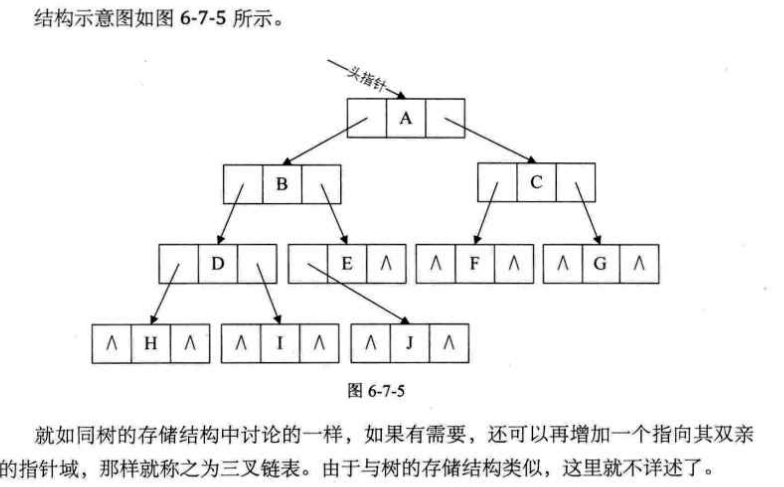 结构示意图如图 6-7-5 所示。
头指针
A
B
C
D
E ∧
∧ F ∧
∧ G ∧
∧ H ∧
∧ I ∧
∧ J ∧
图 6-7-5
就如同树的存储结构中讨论的一样，如果有需要，还可以再增加一个指向其双亲
的指针域，那样就称之为三叉链表。由于与树的存储结构类似，这里就不详述了。